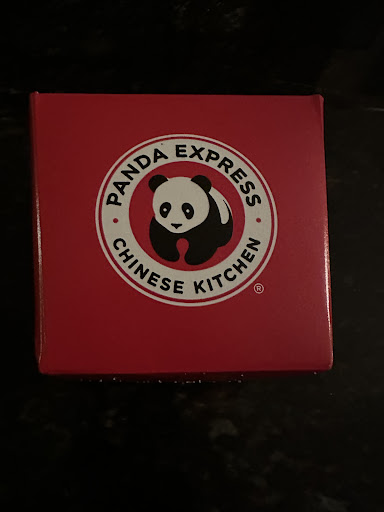 PANDA EXPRESS
CHINESE KITCHEN
®